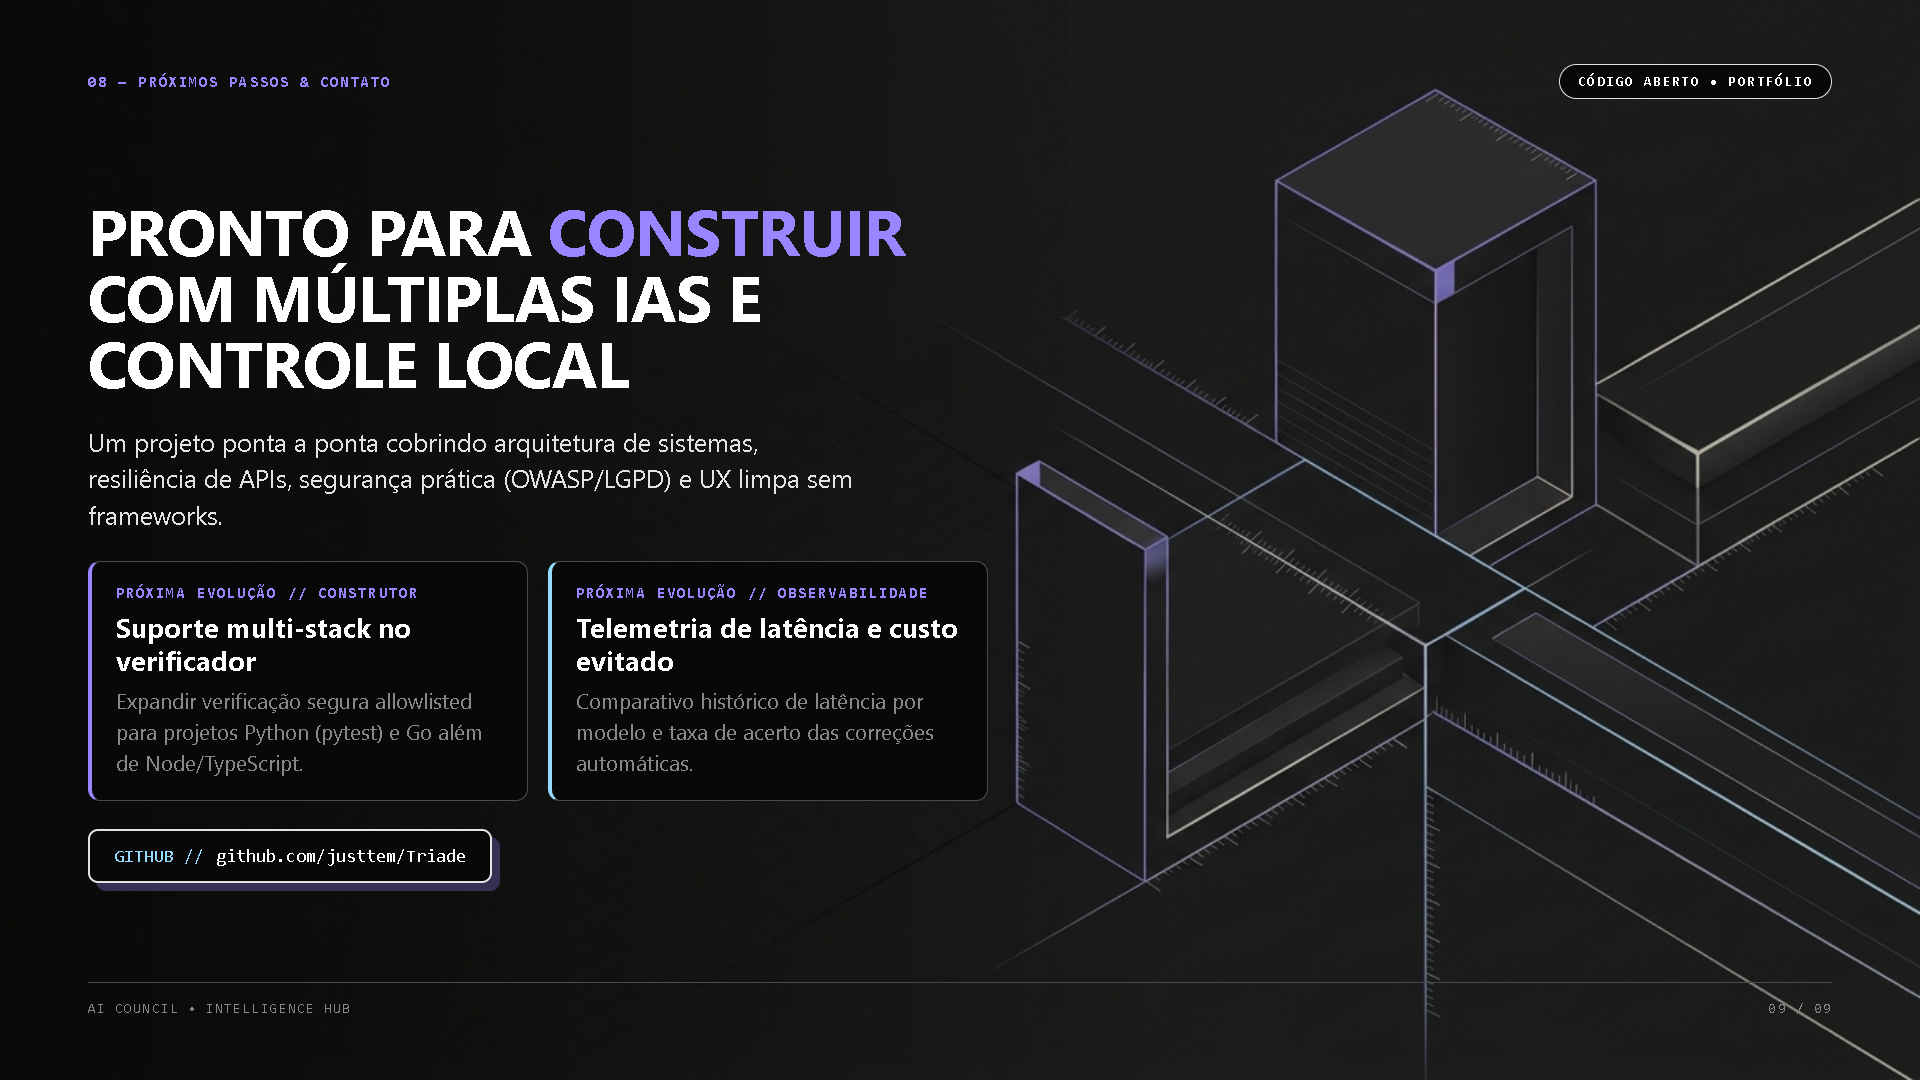 08 — PRÓXIMOS PASSOS & CONTATO
CÓDIGO ABERTO • PORTFÓLIO
PRONTO PARA CONSTRUIR
COM MÚLTIPLAS IAS E
CONTROLE LOCAL
Um projeto ponta a ponta cobrindo arquitetura de sistemas,
resiliência de APIs, segurança prática (OWASP/LGPD) e UX limpa sem
frameworks.
PRÓXIMA EVOLUÇÃO // CONSTRUTOR
Suporte multi-stack no
verificador
Expandir verificação segura allowlisted
para projetos Python (pytest) e Go além
de Node/TypeScript.
PRÓXIMA EVOLUÇÃO // OBSERVABILIDADE
Telemetria de latência e custo
evitado
Comparativo histórico de latência por
modelo e taxa de acerto das correções
automáticas.
GITHUB // github.com/justtem/Triade
AI COUNCIL • INTELLIGENCE HUB
09 / 09